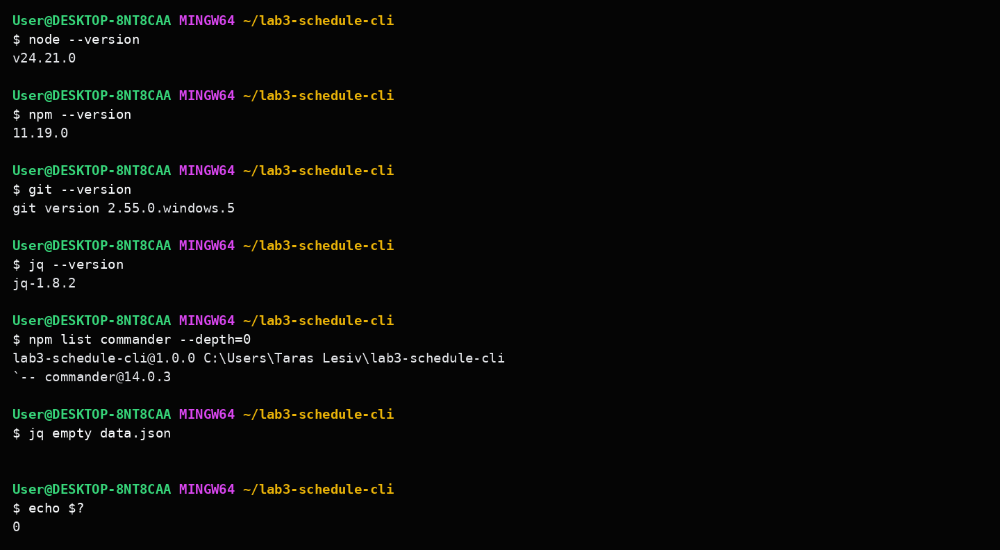 User@DESKTOP-8NT8CAA MINGW64 ~/lab3-schedule-cli
$ node --version
v24.21.0
User@DESKTOP-8NT8CAA MINGW64 ~/lab3-schedule-cli
$ npm --version
11.19.0
User@DESKTOP-8NT8CAA MINGW64 ~/lab3-schedule-cli
$ git --version
git version 2.55.0.windows.5
User@DESKTOP-8NT8CAA MINGW64 ~/lab3-schedule-cli
$ jq --version
jq-1.8.2
User@DESKTOP-8NT8CAA MINGW64 ~/lab3-schedule-cli
$ npm list commander --depth=0
lab3-schedule-cli@1.0.0 C:\Users\Taras Lesiv\lab3-schedule-cli
`-- commander@14.0.3
User@DESKTOP-8NT8CAA MINGW64 ~/lab3-schedule-cli
$ jq empty data.json
User@DESKTOP-8NT8CAA MINGW64 ~/lab3-schedule-cli
$ echo $?
0